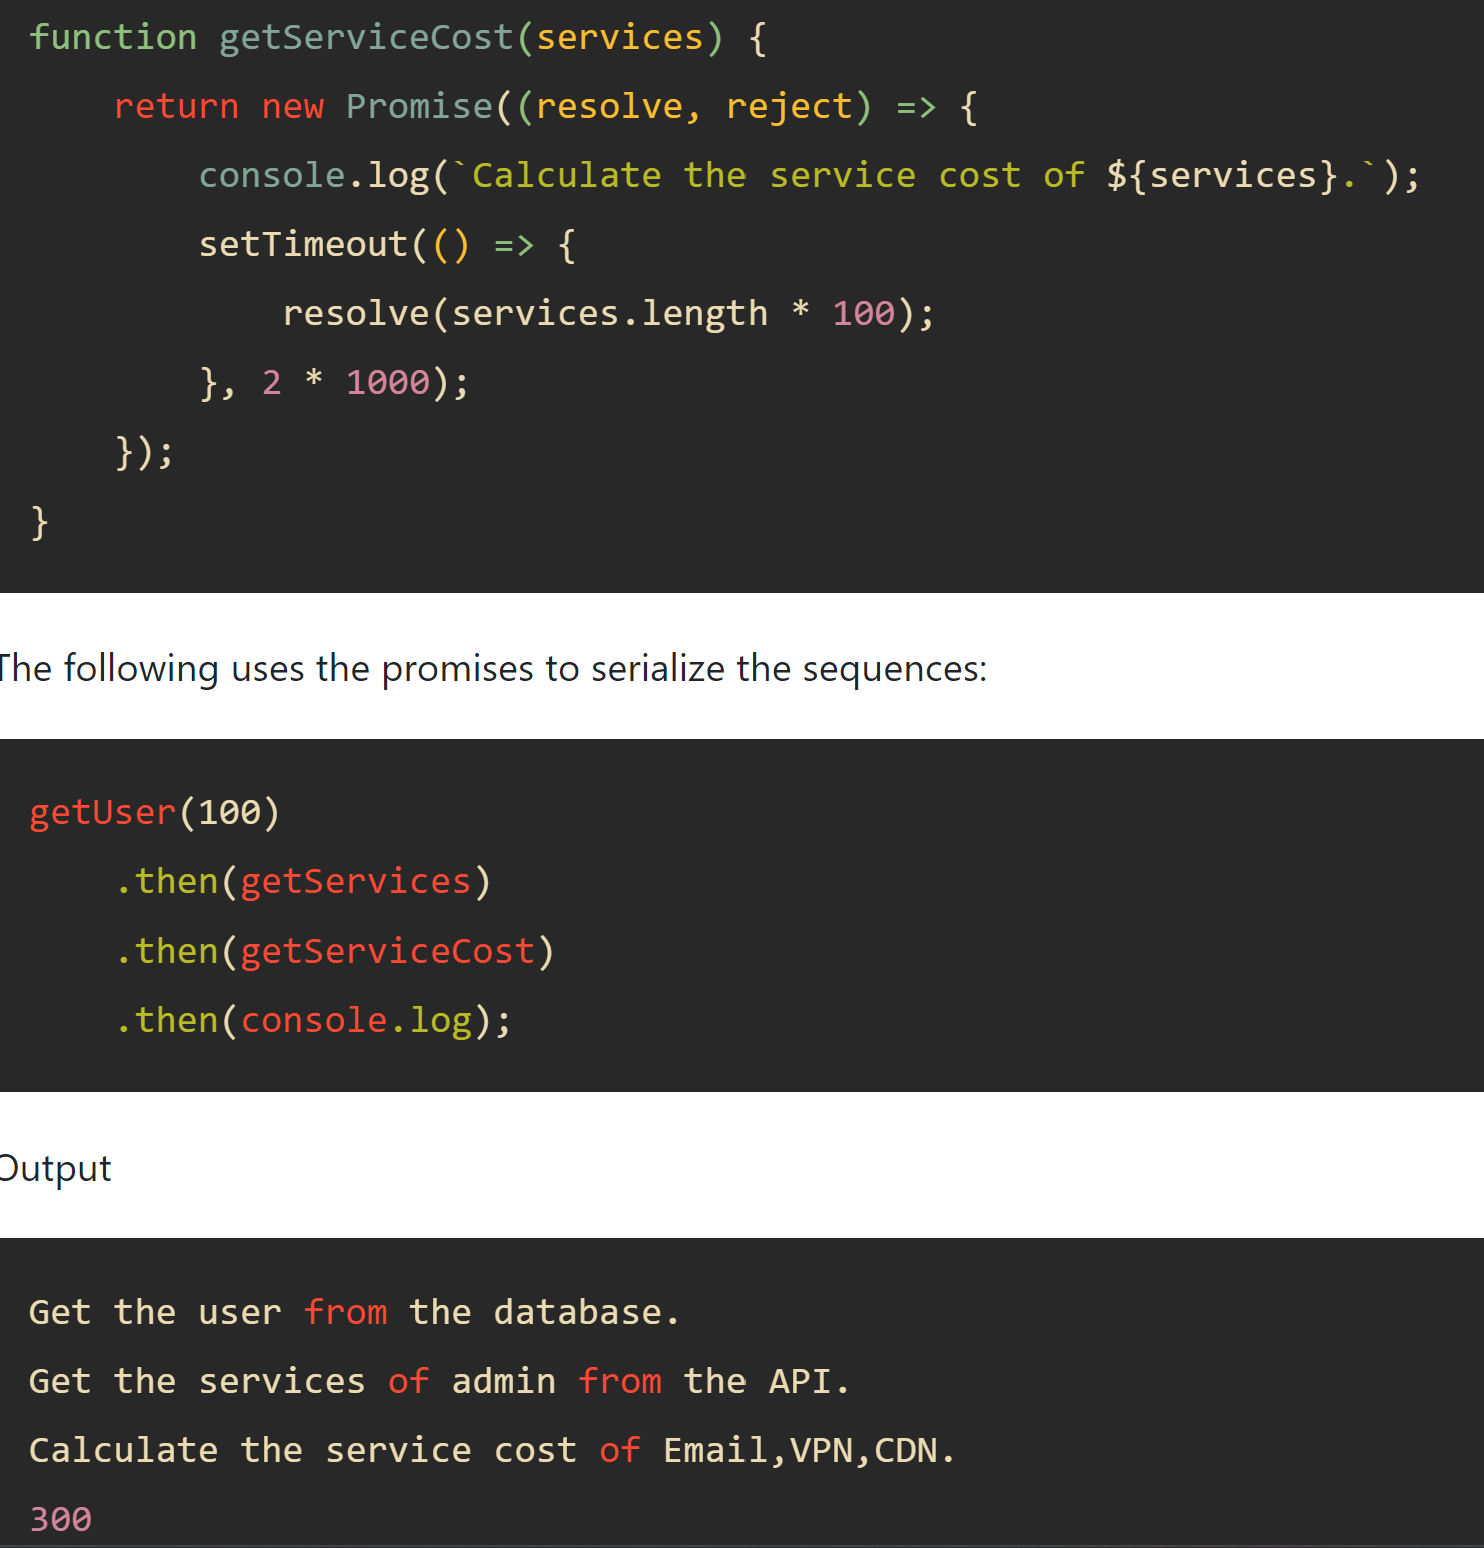 function getServiceCost(services) {
return new Promise((resolve, reject) => {
console.log(`Calculate the service cost of ${services}.`);
setTimeout(() => {
resolve(services.length * 100);
}, 2 * 1000);
});
}
The following uses the promises to serialize the sequences:
getUser(100)
.then(getServices)
.then(getServiceCost)
.then(console.log);
Output
Get the user from the database.
Get the services of admin from the API.
Calculate the service cost of Email,VPN,CDN.
300